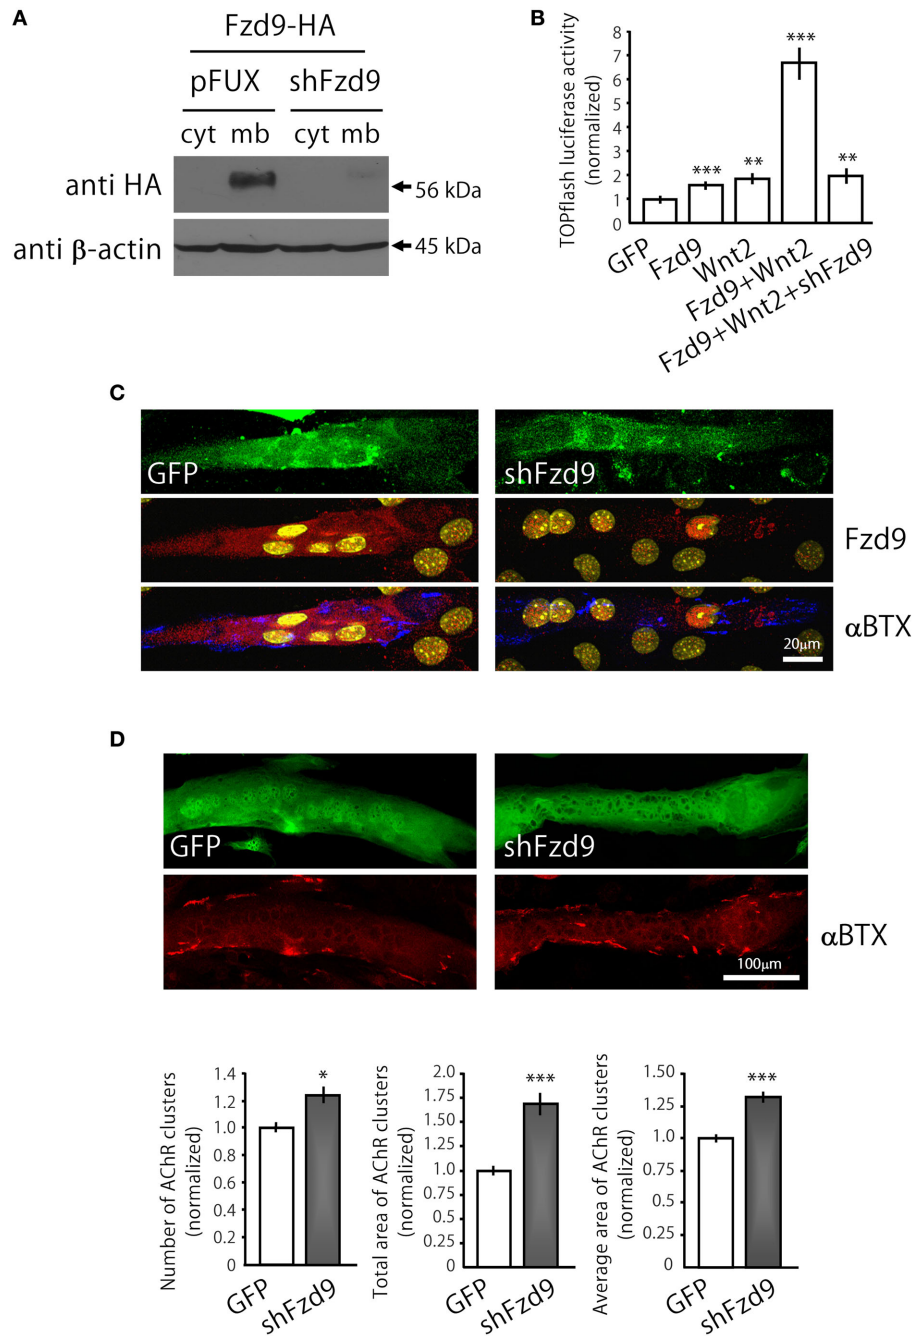 A
Fzd9-HA
pFUX shFzd9
cyt mb cyt mb
anti HA
56 kDa
anti β-actin
45 kDa
B
TOPflash luciferase activity
(normalized)
8
7
6
5
4
3
2
1
0
***
**
***
**
GFP
Fzd9
Wnt2
Fzd9+Wnt2
Fzd9+Wnt2+shFzd9
C
GFP
shFzd9
Fzd9
αBTX
20μm
D
GFP
shFzd9
αBTX
100μm
Number of AChR clusters
(normalized)
1.4
1.2
1.0
0.8
0.6
0.4
0.2
0
*
GFP
shFzd9
Total area of AChR clusters
(normalized)
2.0
1.75
1.50
1.25
1.0
0.75
0.50
0.25
0
***
GFP
shFzd9
Average area of AChR clusters
(normalized)
1.50
1.25
1.0
0.75
0.50
0.25
0
***
GFP
shFzd9